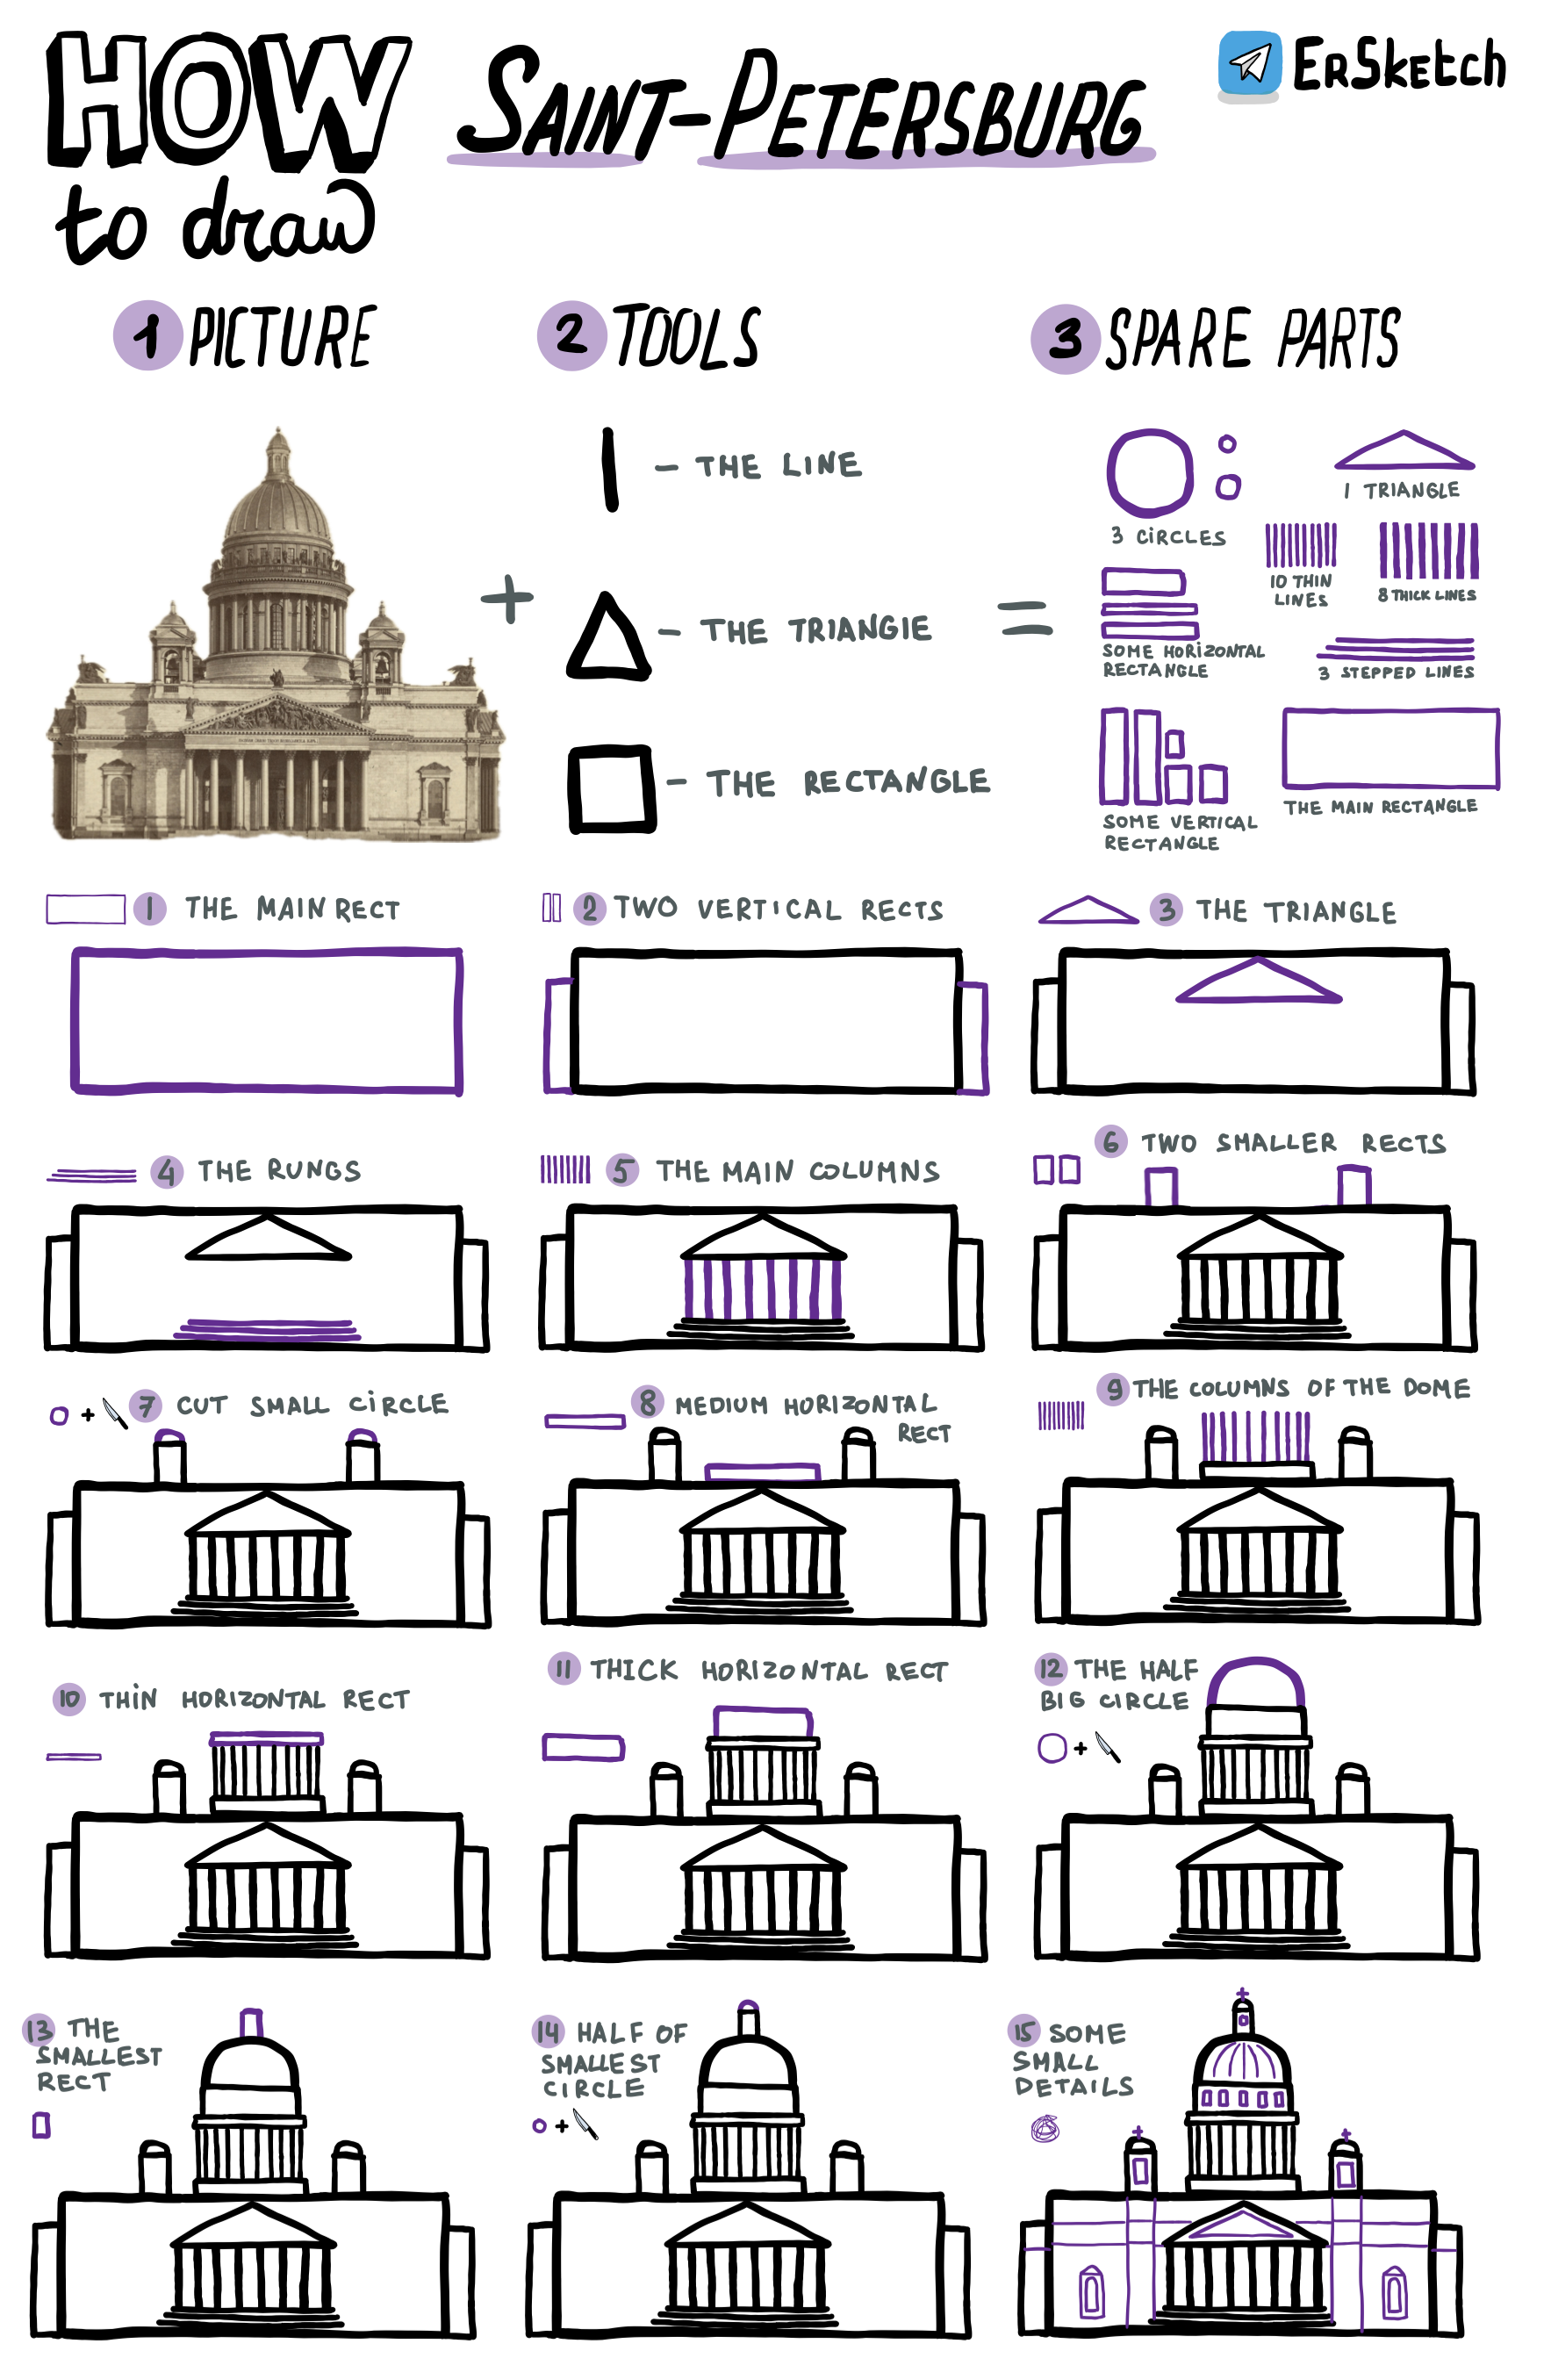 HOW
to draw
SAINT-PETERSBURG
ERSKetch
1 PICTURE
2 TOOLS
3 SPARE PARTS
- THE LINE
- THE TRIANGIE
- THE RECTANGLE
+
=
3 CiRCLES
1 TRIANGLE
10 THIN
LINES
8 THICK LINES
SOME HORiZONTAL
RECTANGLE
3 STEPPED LINES
SOME VERTICAL
RECTANGLE
THE MAIN RECTANGLE
1 THE MAIN RECT
2 TWO VERTICAL RECTS
3 THE TRIANGLE
4 THE RUNGS
5 THE MAIN COLUMNS
6 TWO SMALLER RECTS
+ 7 CUT SMALL CiRCLE
8 MEDIUM HORIZONTAL
RECT
9 THE COLUMNS OF THE DOME
10 THiN HORIZONTAL RECT
11 THICK HORIZONTAL RECT
12 THE HALF
BIG CIRCLE
+
13 THE
SMALLEST
RECT
14 HALF OF
SMALLEST
CIRCLE
+
15 SOME
SMALL
DETAILS